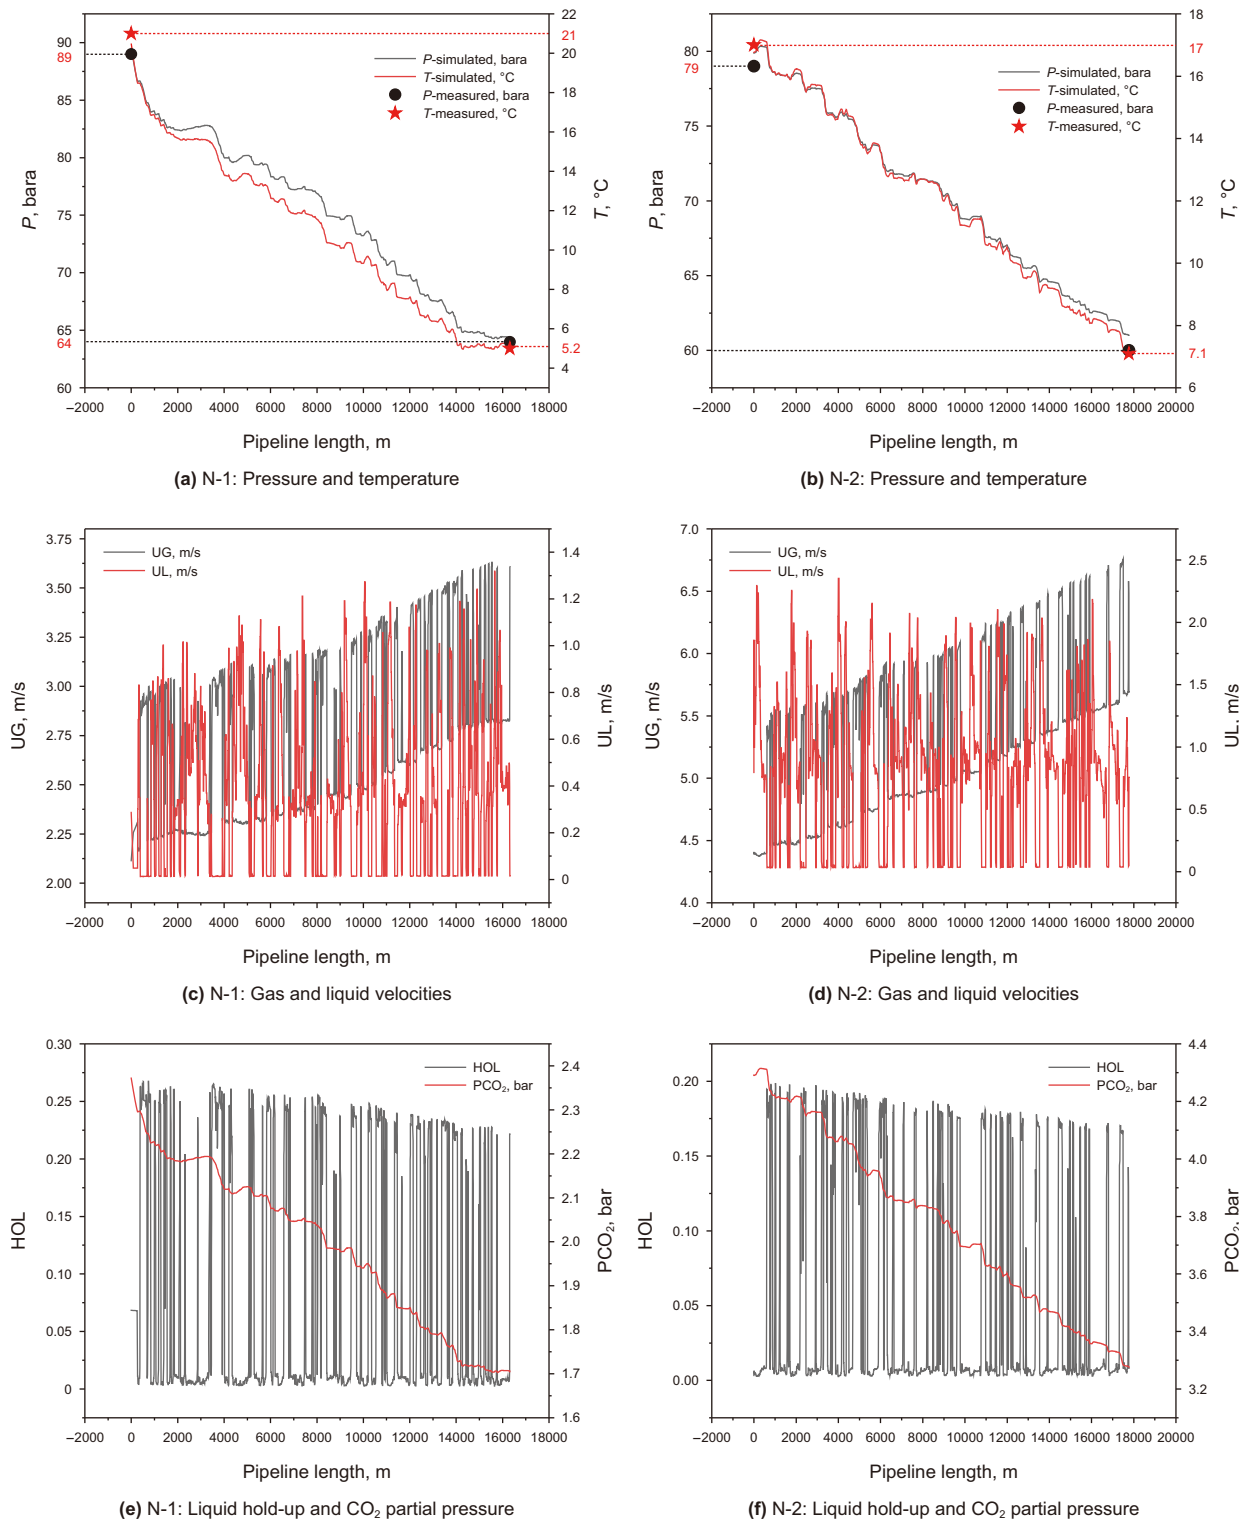 90
89
85
80
75
70
65
64
60
P, bara
22
21
20
18
16
14
12
10
8
6
5.2
4
T, °C
P-simulated, bara
T-simulated, °C
P-measured, bara
T-measured, °C
–2000 0 2000 4000 6000 8000 10000 12000 14000 16000 18000
Pipeline length, m
(a) N-1: Pressure and temperature
80
79
75
70
65
60
P, bara
18
17
16
14
12
10
8
7.1
6
T, °C
P-simulated, bara
T-simulated, °C
P-measured, bara
T-measured, °C
–2000 0 2000 4000 6000 8000 10000 12000 14000 16000 18000 20000
Pipeline length, m
(b) N-2: Pressure and temperature
3.75
3.50
3.25
3.00
2.75
2.50
2.25
2.00
UG, m/s
1.4
1.2
1.0
0.8
0.6
0.4
0.2
0
UL, m/s
UG, m/s
UL, m/s
–2000 0 2000 4000 6000 8000 10000 12000 14000 16000 18000
Pipeline length, m
(c) N-1: Gas and liquid velocities
7.0
6.5
6.0
5.5
5.0
4.5
4.0
UG, m/s
2.5
2.0
1.5
1.0
0.5
0
UL, m/s
UG, m/s
UL, m/s
–2000 0 2000 4000 6000 8000 10000 12000 14000 16000 18000 20000
Pipeline length, m
(d) N-2: Gas and liquid velocities
0.30
0.25
0.20
0.15
0.10
0.05
0
HOL
2.4
2.3
2.2
2.1
2.0
1.9
1.8
1.7
1.6
PCO₂, bar
HOL
PCO₂, bar
–2000 0 2000 4000 6000 8000 10000 12000 14000 16000 18000
Pipeline length, m
(e) N-1: Liquid hold-up and CO₂ partial pressure
0.20
0.15
0.10
0.05
0.00
HOL
4.4
4.2
4.0
3.8
3.6
3.4
3.2
PCO₂, bar
HOL
PCO₂, bar
–2000 0 2000 4000 6000 8000 10000 12000 14000 16000 18000 20000
Pipeline length, m
(f) N-2: Liquid hold-up and CO₂ partial pressure